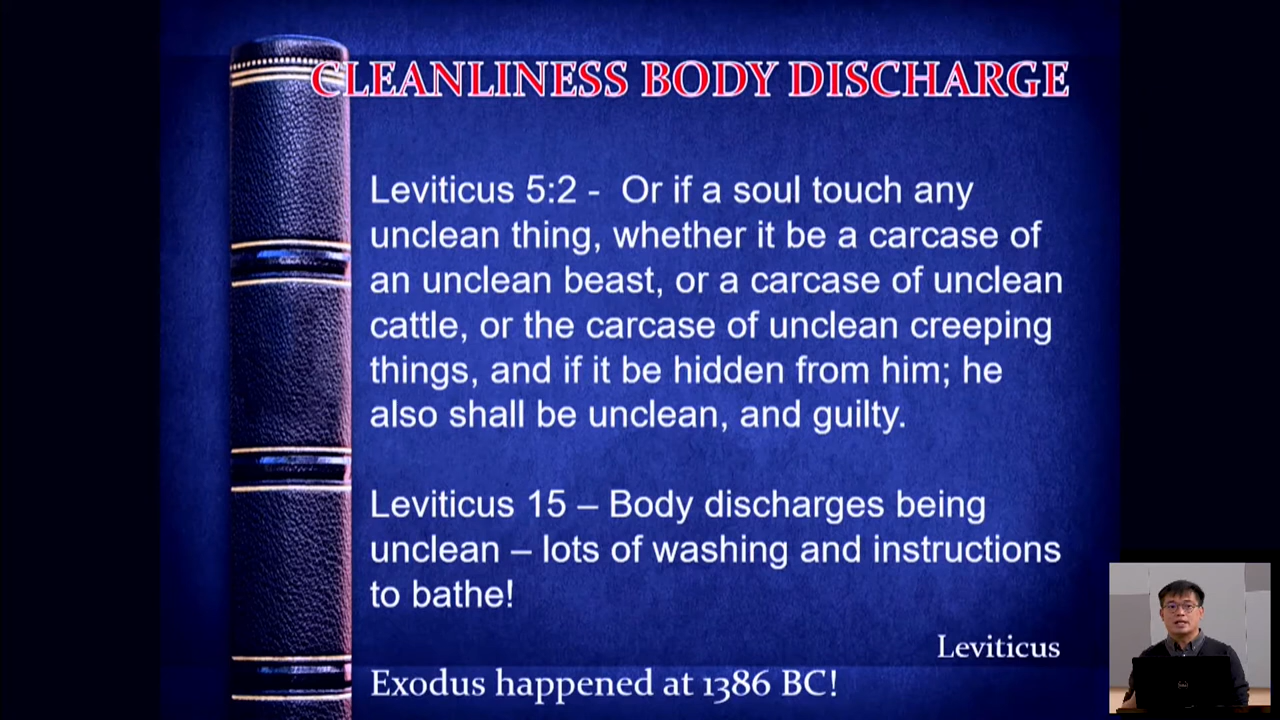 CLEANLINESS BODY DISCHARGE
Leviticus 5:2 -  Or if a soul touch any
unclean thing, whether it be a carcase of
an unclean beast, or a carcase of unclean
cattle, or the carcase of unclean creeping
things, and if it be hidden from him; he
also shall be unclean, and guilty.
Leviticus 15 – Body discharges being
unclean – lots of washing and instructions
to bathe!
Leviticus
Exodus happened at 1386 BC!